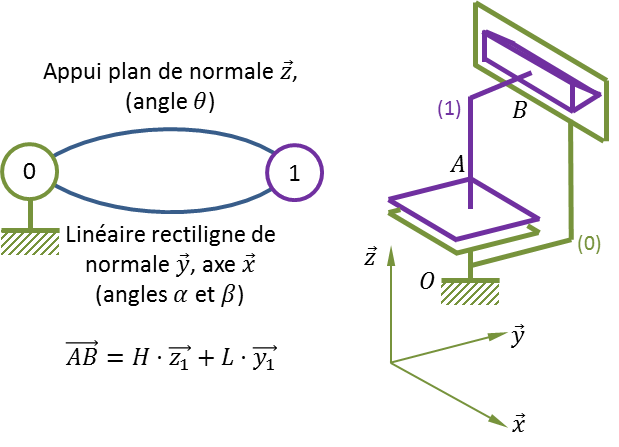 Appui plan de normale $\vec{z}$,
(angle $\theta$)
0
1
Linéaire rectiligne de
normale $\vec{y}$, axe $\vec{x}$
(angles $\alpha$ et $\beta$)
$\overrightarrow{AB} = H \cdot \overrightarrow{z_1} + L \cdot \overrightarrow{y_1}$
(1)
B
A
(0)
$\vec{z}$
O
$\vec{y}$
$\vec{x}$